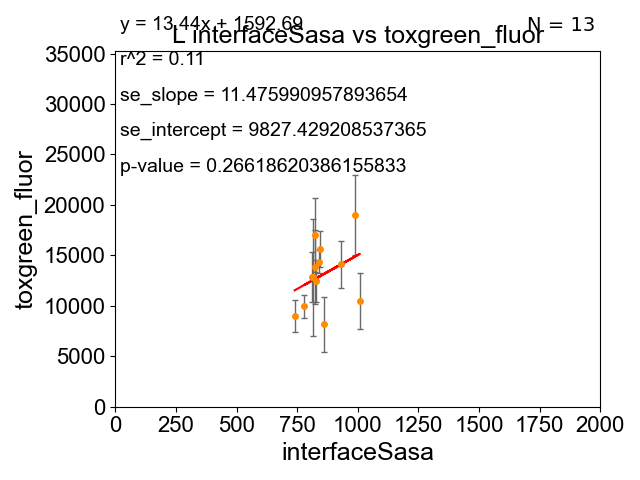 y = 13.44x + 1592.69
N = 13
L interfaceSasa vs toxgreen_fluor
r^2 = 0.11
se_slope = 11.475990957893654
se_intercept = 9827.429208537365
p-value = 0.26618620386155833
35000
30000
25000
20000
15000
10000
5000
0
toxgreen_fluor
0 250 500 750 1000 1250 1500 1750 2000
interfaceSasa